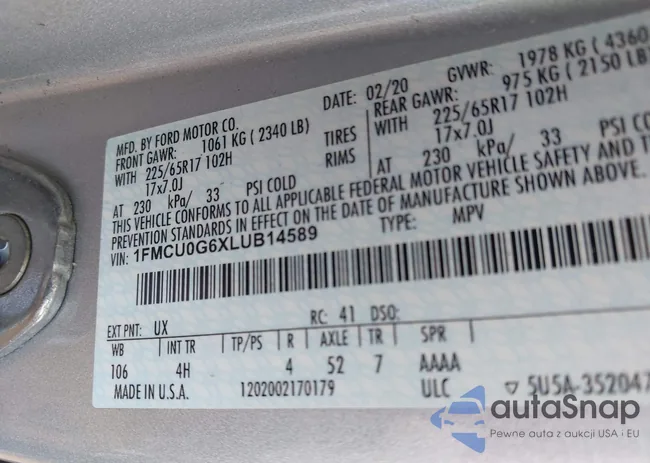 DATE: 02/20 GVWR: 1978 KG ( 4360
MFD. BY FORD MOTOR CO. REAR GAWR: 975 KG ( 2150 LB)
FRONT GAWR: 1061 KG ( 2340 LB) WITH 225/65R17 102H
WITH 225/65R17 102H TIRES 17x7.0J
17x7.0J RIMS AT 230 kPa/ 33 PSI COLD
AT 230 kPa/ 33 PSI COLD
THIS VEHICLE CONFORMS TO ALL APPLICABLE FEDERAL MOTOR VEHICLE SAFETY AND
STANDARDS IN EFFECT ON THE DATE OF MANUFACTURE SHOWN ABOVE.
VIN: 1FMCU0G6XLUB14589 TYPE: MPV
EXT PNT: UX RC: 41 DSO:
WB INT TR TP/PS R AXLE TR SPR
106 4H 4 52 7 AAAA
MADE IN U.S.A. 1202002170179 ULC ▽ 5U5A-352047
autaSnap
Pewne auta z aukcji USA i EU